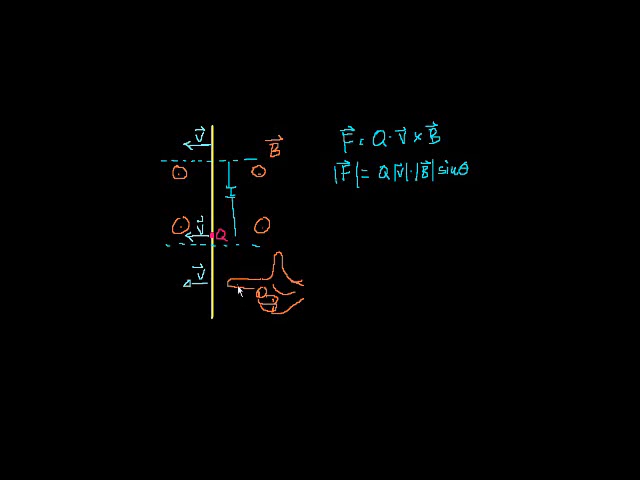 V⃗
B⃗
L
V⃗
Q
V⃗
F⃗ = Q·V⃗ × B⃗
|F⃗| = Q|V⃗|·|B⃗| sinθ